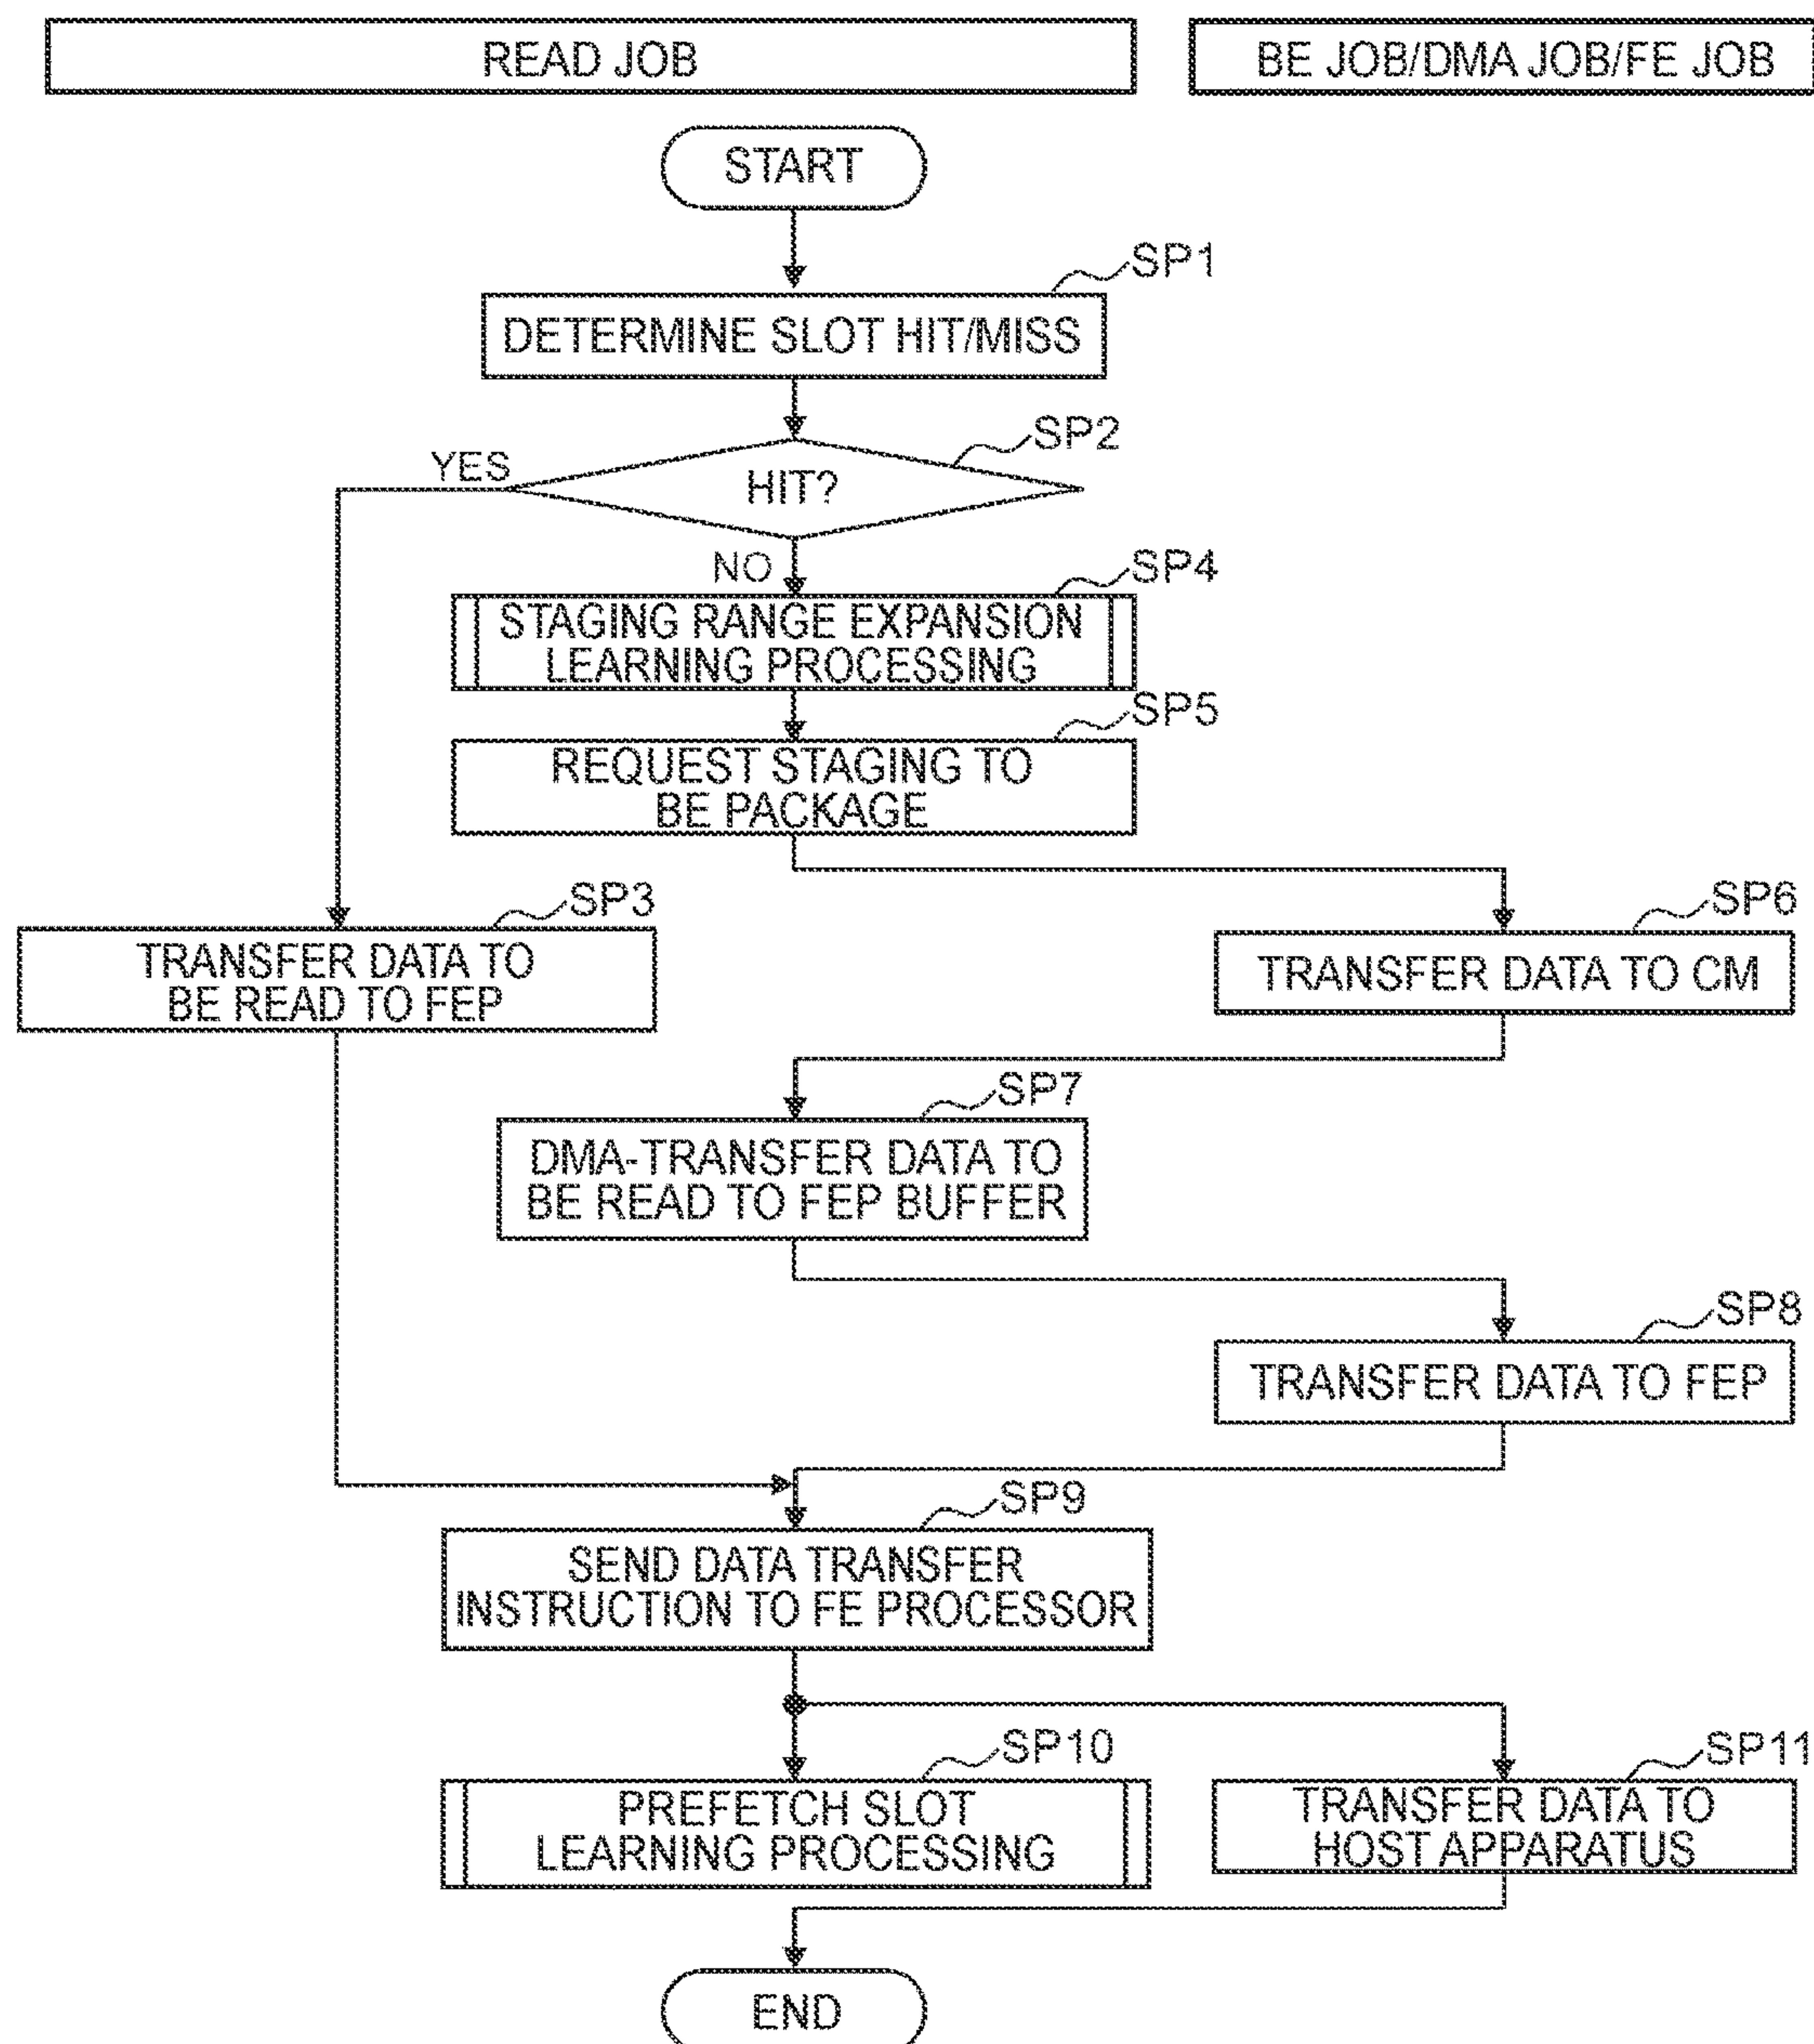 READ JOB
BE JOB/DMA JOB/FE JOB
START
SP1
DETERMINE SLOT HIT/MISS
SP2
YES
HIT?
NO
SP4
STAGING RANGE EXPANSION
LEARNING PROCESSING
SP5
REQUEST STAGING TO
BE PACKAGE
SP3
TRANSFER DATA TO
BE READ TO FEP
SP6
TRANSFER DATA TO CM
SP7
DMA-TRANSFER DATA TO
BE READ TO FEP BUFFER
SP8
TRANSFER DATA TO FEP
SP9
SEND DATA TRANSFER
INSTRUCTION TO FE PROCESSOR
SP10
PREFETCH SLOT
LEARNING PROCESSING
SP11
TRANSFER DATA TO
HOST APPARATUS
END